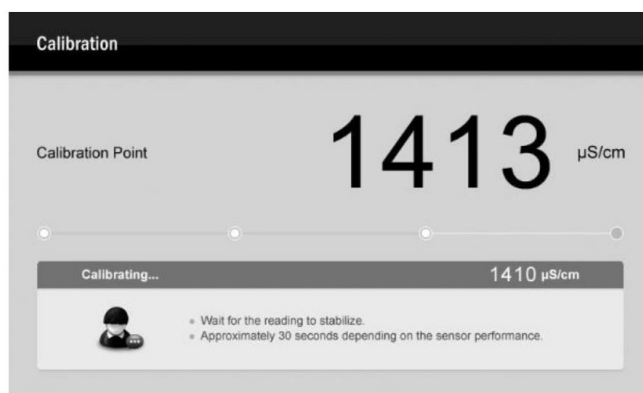 Calibration
Calibration Point 1413 µS/cm
Calibrating... 1410 µS/cm
Wait for the reading to stabilize.
Approximately 30 seconds depending on the sensor performance.